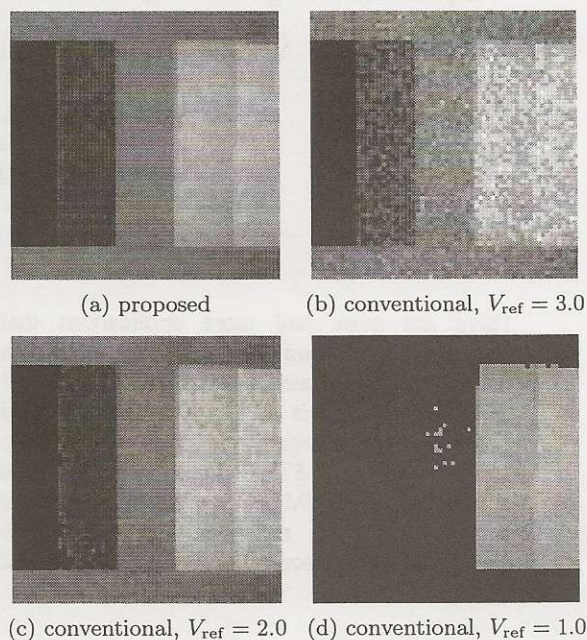 (a) proposed
(b) conventional, V_ref = 3.0
(c) conventional, V_ref = 2.0
(d) conventional, V_ref = 1.0